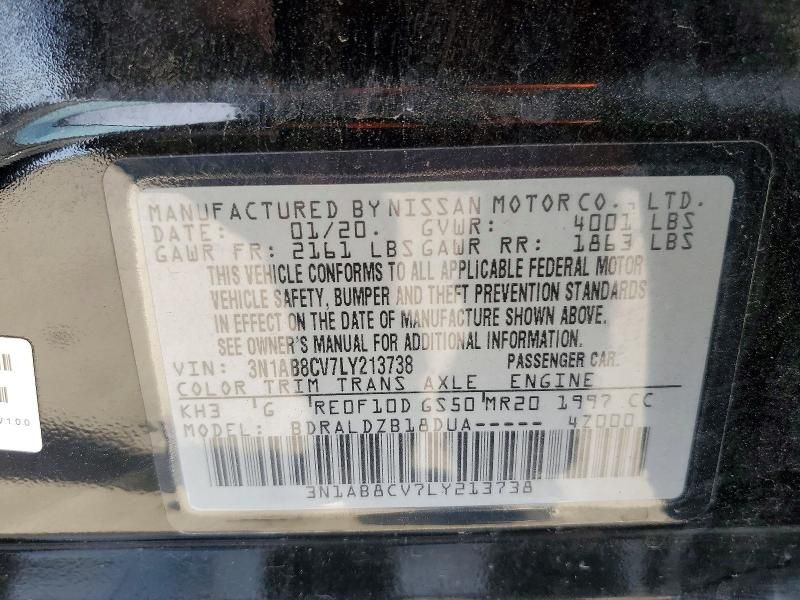 MANUFACTURED BY NISSAN MOTOR CO., LTD.
DATE: 01/20. GVWR: 4001 LBS
GAWR FR: 2161 LBS GAWR RR: 1863 LBS
THIS VEHICLE CONFORMS TO ALL APPLICABLE FEDERAL MOTOR
VEHICLE SAFETY, BUMPER AND THEFT PREVENTION STANDARDS
IN EFFECT ON THE DATE OF MANUFACTURE SHOWN ABOVE.
SEE OWNER'S MANUAL FOR ADDITIONAL INFORMATION.
VIN: 3N1AB8CV7LY213738 PASSENGER CAR.
COLOR TRIM TRANS AXLE ENGINE
KH3 G RE0F10D GS50 MR20 1997 CC
MODEL: BDRALDZB18DUA----- 4Z000
3N1AB8CV7LY213738